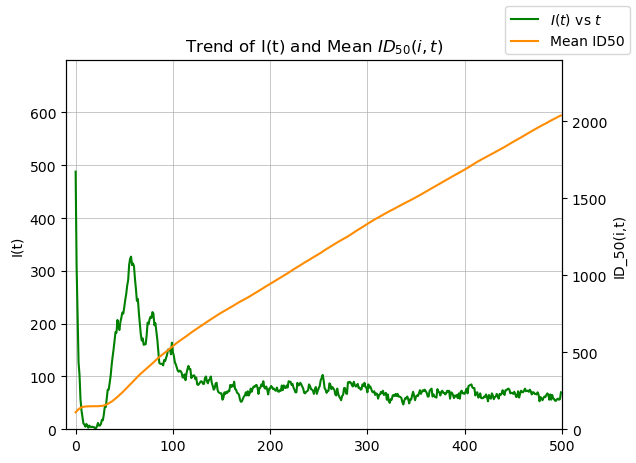 I(t) vs t
Mean ID50
Trend of I(t) and Mean ID₅₀(i, t)
I(t)
700
600
500
400
300
200
100
0
0 100 200 300 400 500
2000
1500
1000
500
0
ID_50(i,t)